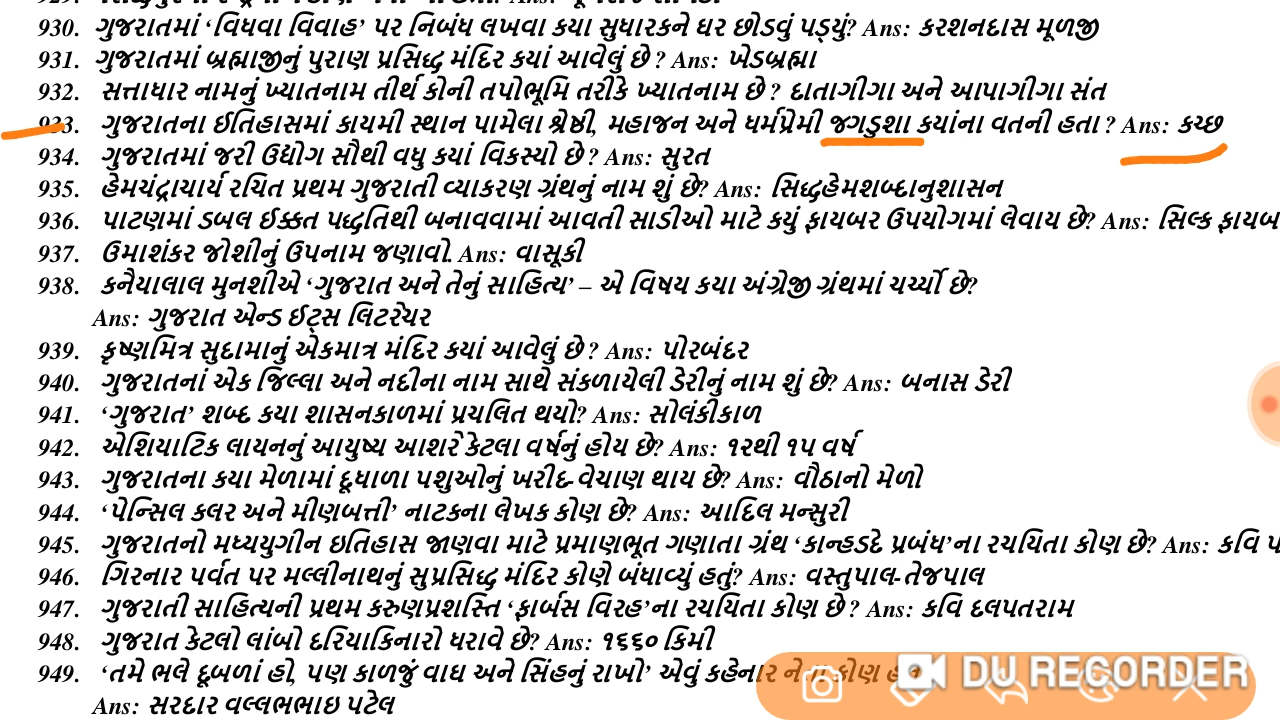 930. ગુજરાતમાં ‘વિધવા વિવાહ’ પર નિબંધ લખવા કયા સુધારકને ઘર છોડવું પડ્યું? Ans: કરશનદાસ મૂળજી
931. ગુજરાતમાં બ્રહ્માજીનું પુરાણ પ્રસિદ્ધ મંદિર કયાં આવેલું છે ? Ans: ખેડબ્રહ્મા
932. સત્તાધાર નામનું ખ્યાતનામ તીર્થ કોની તપોભૂમિ તરીકે ખ્યાતનામ છે ? દાતાગીગા અને આપાગીગા સંત
933. ગુજરાતના ઈતિહાસમાં કાયમી સ્થાન પામેલા શ્રેષ્ઠી, મહાજન અને ધર્મપ્રેમી જગડુશા કયાંના વતની હતા ? Ans: કચ્છ
934. ગુજરાતમાં જરી ઉદ્યોગ સૌથી વધુ કયાં વિકસ્યો છે ? Ans: સુરત
935. હેમચંદ્રાચાર્ય રચિત પ્રથમ ગુજરાતી વ્યાકરણ ગ્રંથનું નામ શું છે? Ans: સિદ્ધહેમશબ્દાનુશાસન
936. પાટણમાં ડબલ ઈક્કત પદ્ધતિથી બનાવવામાં આવતી સાડીઓ માટે કયું ફાયબર ઉપયોગમાં લેવાય છે? Ans: સિલ્ક
937. ઉમાશંકર જોશીનું ઉપનામ જણાવો. Ans: વાસૂકી
938. કનૈયાલાલ મુનશીએ ‘ગુજરાત અને તેનું સાહિત્ય’ – એ વિષય કયા અંગ્રેજી ગ્રંથમાં ચર્ચ્યો છે?
Ans: ગુજરાત એન્ડ ઈટ્સ લિટરેચર
939. કૃષ્ણમિત્ર સુદામાનું એકમાત્ર મંદિર કયાં આવેલું છે ? Ans: પોરબંદર
940. ગુજરાતનાં એક જિલ્લા અને નદીના નામ સાથે સંકળાયેલી ડેરીનું નામ શું છે? Ans: બનાસ ડેરી
941. ‘ગુજરાત’ શબ્દ કયા શાસનકાળમાં પ્રચલિત થયો? Ans: સોલંકીકાળ
942. એશિયાટિક લાયનનું આયુષ્ય આશરે કેટલા વર્ષનું હોય છે? Ans: ૧૨થી ૧૫ વર્ષ
943. ગુજરાતના કયા મેળામાં દૂધાળા પશુઓનું ખરીદ-વેચાણ થાય છે? Ans: વૌઠાનો મેળો
944. ‘પેન્સિલ કલર અને મીણબત્તી’ નાટકના લેખક કોણ છે? Ans: આદિલ મન્સુરી
945. ગુજરાતનો મધ્યયુગીન ઇતિહાસ જાણવા માટે પ્રમાણભૂત ગણાતા ગ્રંથ ‘કાન્હડદે પ્રબંધ’ના રચયિતા કોણ છે? Ans: કવિ
946. ગિરનાર પર્વત પર મલ્લીનાથનું સુપ્રસિદ્ધ મંદિર કોણે બંધાવ્યું હતું? Ans: વસ્તુપાલ-તેજપાલ
947. ગુજરાતી સાહિત્યની પ્રથમ કરુણપ્રશસ્તિ ‘ફાર્બસ વિરહ’ના રચયિતા કોણ છે ? Ans: કવિ દલપતરામ
948. ગુજરાત કેટલો લાંબો દરિયાકિનારો ધરાવે છે? Ans: ૧૬૬૦ કિમી
949. ‘તમે ભલે દૂબળાં હો, પણ કાળજું વાઘ અને સિંહનું રાખો’ એવું કહેનાર નેતા કોણ
DU RECORDER
Ans: સરદાર વલ્લભભાઇ પટેલ